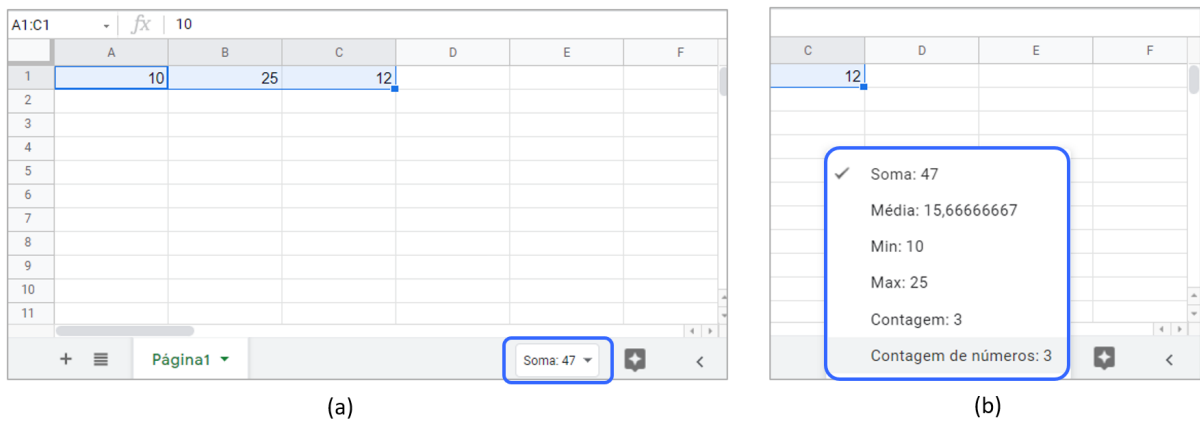 A1:C1 fx 10
A B C D E F
1 10 25 12
2
3
4
5
6
7
8
9
10
11
+ Página1 Soma: 47
(a)
C D E F
12
Soma: 47
Média: 15,66666667
Min: 10
Max: 25
Contagem: 3
Contagem de números: 3
(b)